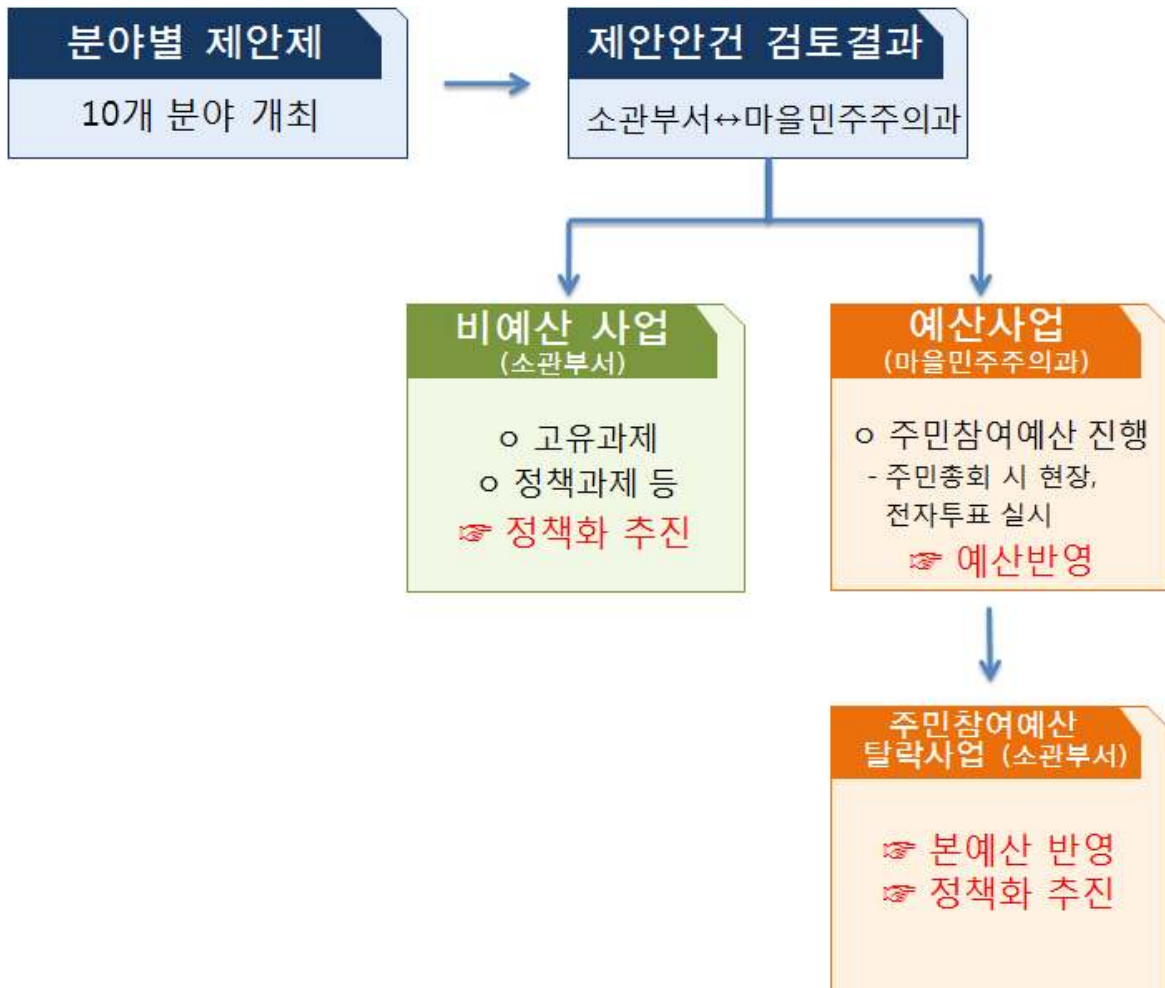 분야별 제안제
10개 분야 개최
제안안건 검토결과
소관부서↔마을민주주의과
비예산 사업
(소관부서)
ㅇ 고유과제
ㅇ 정책과제 등
☞ 정책화 추진
예산사업
(마을민주주의과)
ㅇ 주민참여예산 진행
- 주민총회 시 현장,
전자투표 실시
☞ 예산반영
주민참여예산
탈락사업 (소관부서)
☞ 본예산 반영
☞ 정책화 추진